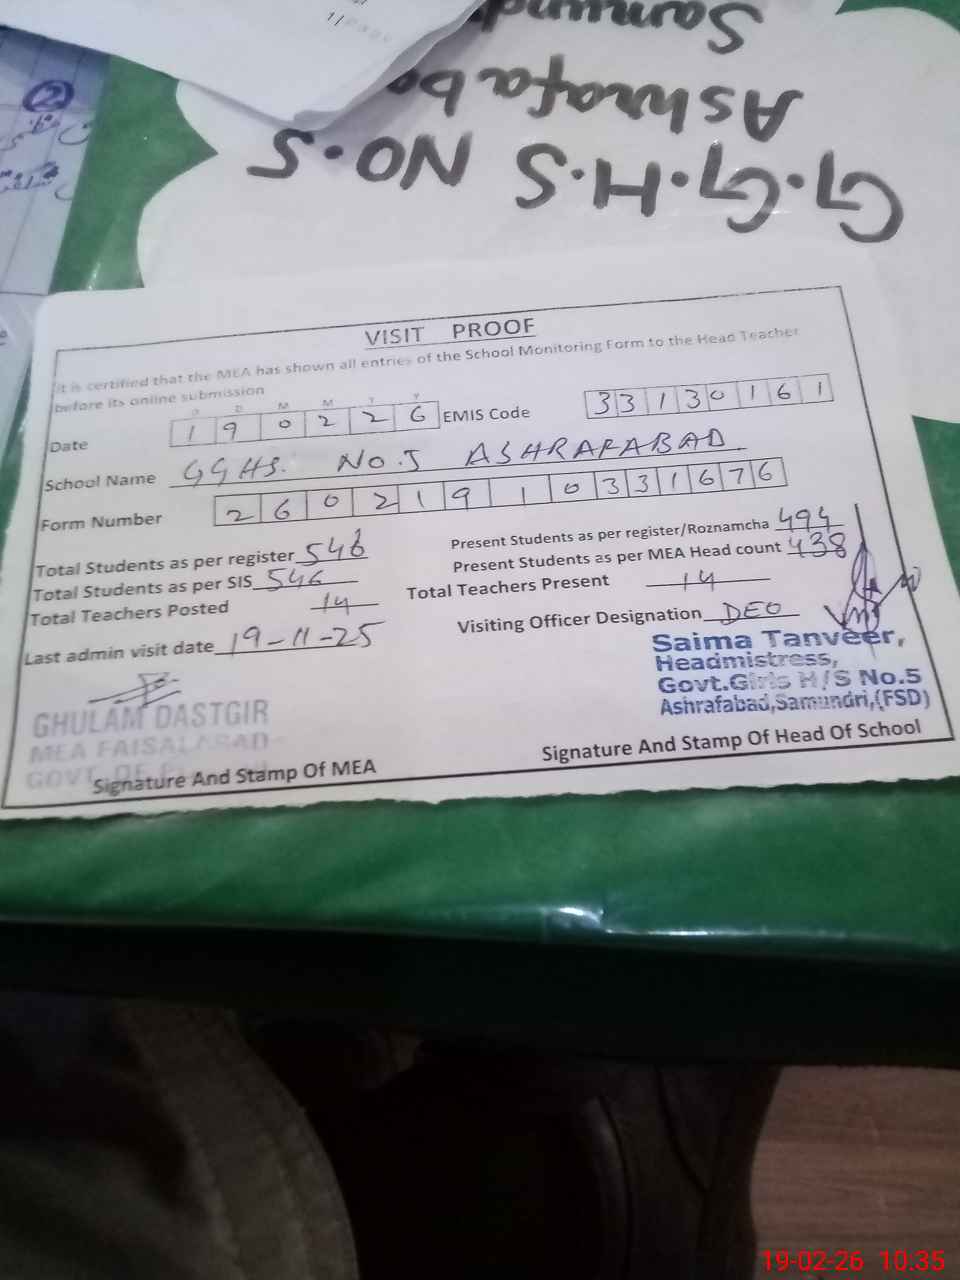 G.G.H.S NO.5
Ashrafabad
VISIT PROOF
It is certified that the MEA has shown all entries of the School Monitoring Form to the Head Teacher
before its online submission
D D M M Y Y
Date 1 9 0 2 2 6 EMIS Code 3 3 1 3 0 1 6 1
School Name GGHS. No.5 ASHRAFABAD
Form Number 2 6 0 2 1 9 1 0 3 3 1 6 7 6
Total Students as per register 546 Present Students as per register/Roznamcha 494
Total Students as per SIS 546 Present Students as per MEA Head count 438
Total Teachers Posted 14 Total Teachers Present 14
Last admin visit date 19-11-25 Visiting Officer Designation DEO
Saima Tanveer,
Headmistress,
Govt.Girls H/S No.5
Ashrafabad,Samundri,(FSD)
GHULAM DASTGIR
MEA FAISALABAD
GOVT. OF
Signature And Stamp Of MEA Signature And Stamp Of Head Of School
19-02-26 10:35